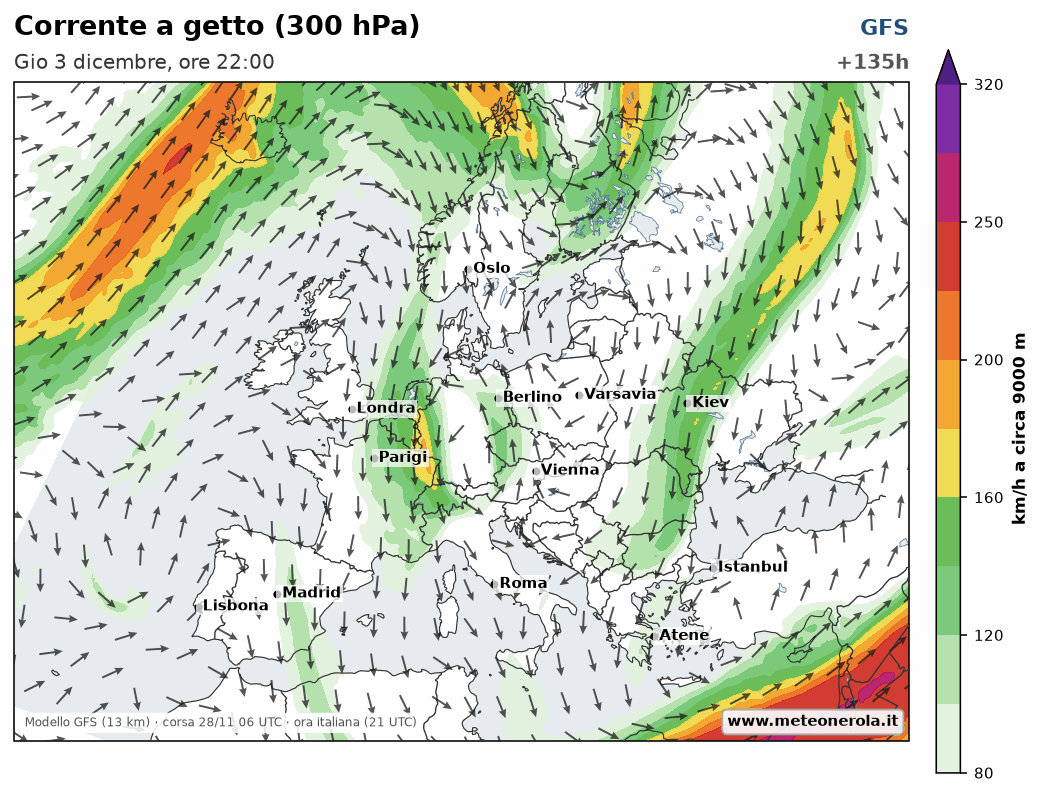 Corrente a getto (300 hPa)
GFS
Gio 3 dicembre, ore 22:00
+135h
320
250
200
160
120
80
km/h a circa 9000 m
Oslo
Berlino
Varsavia
Kiev
Londra
Parigi
Vienna
Istanbul
Roma
Madrid
Lisbona
Atene
Modello GFS (13 km) · corsa 28/11 06 UTC · ora italiana (21 UTC)
www.meteonerola.it